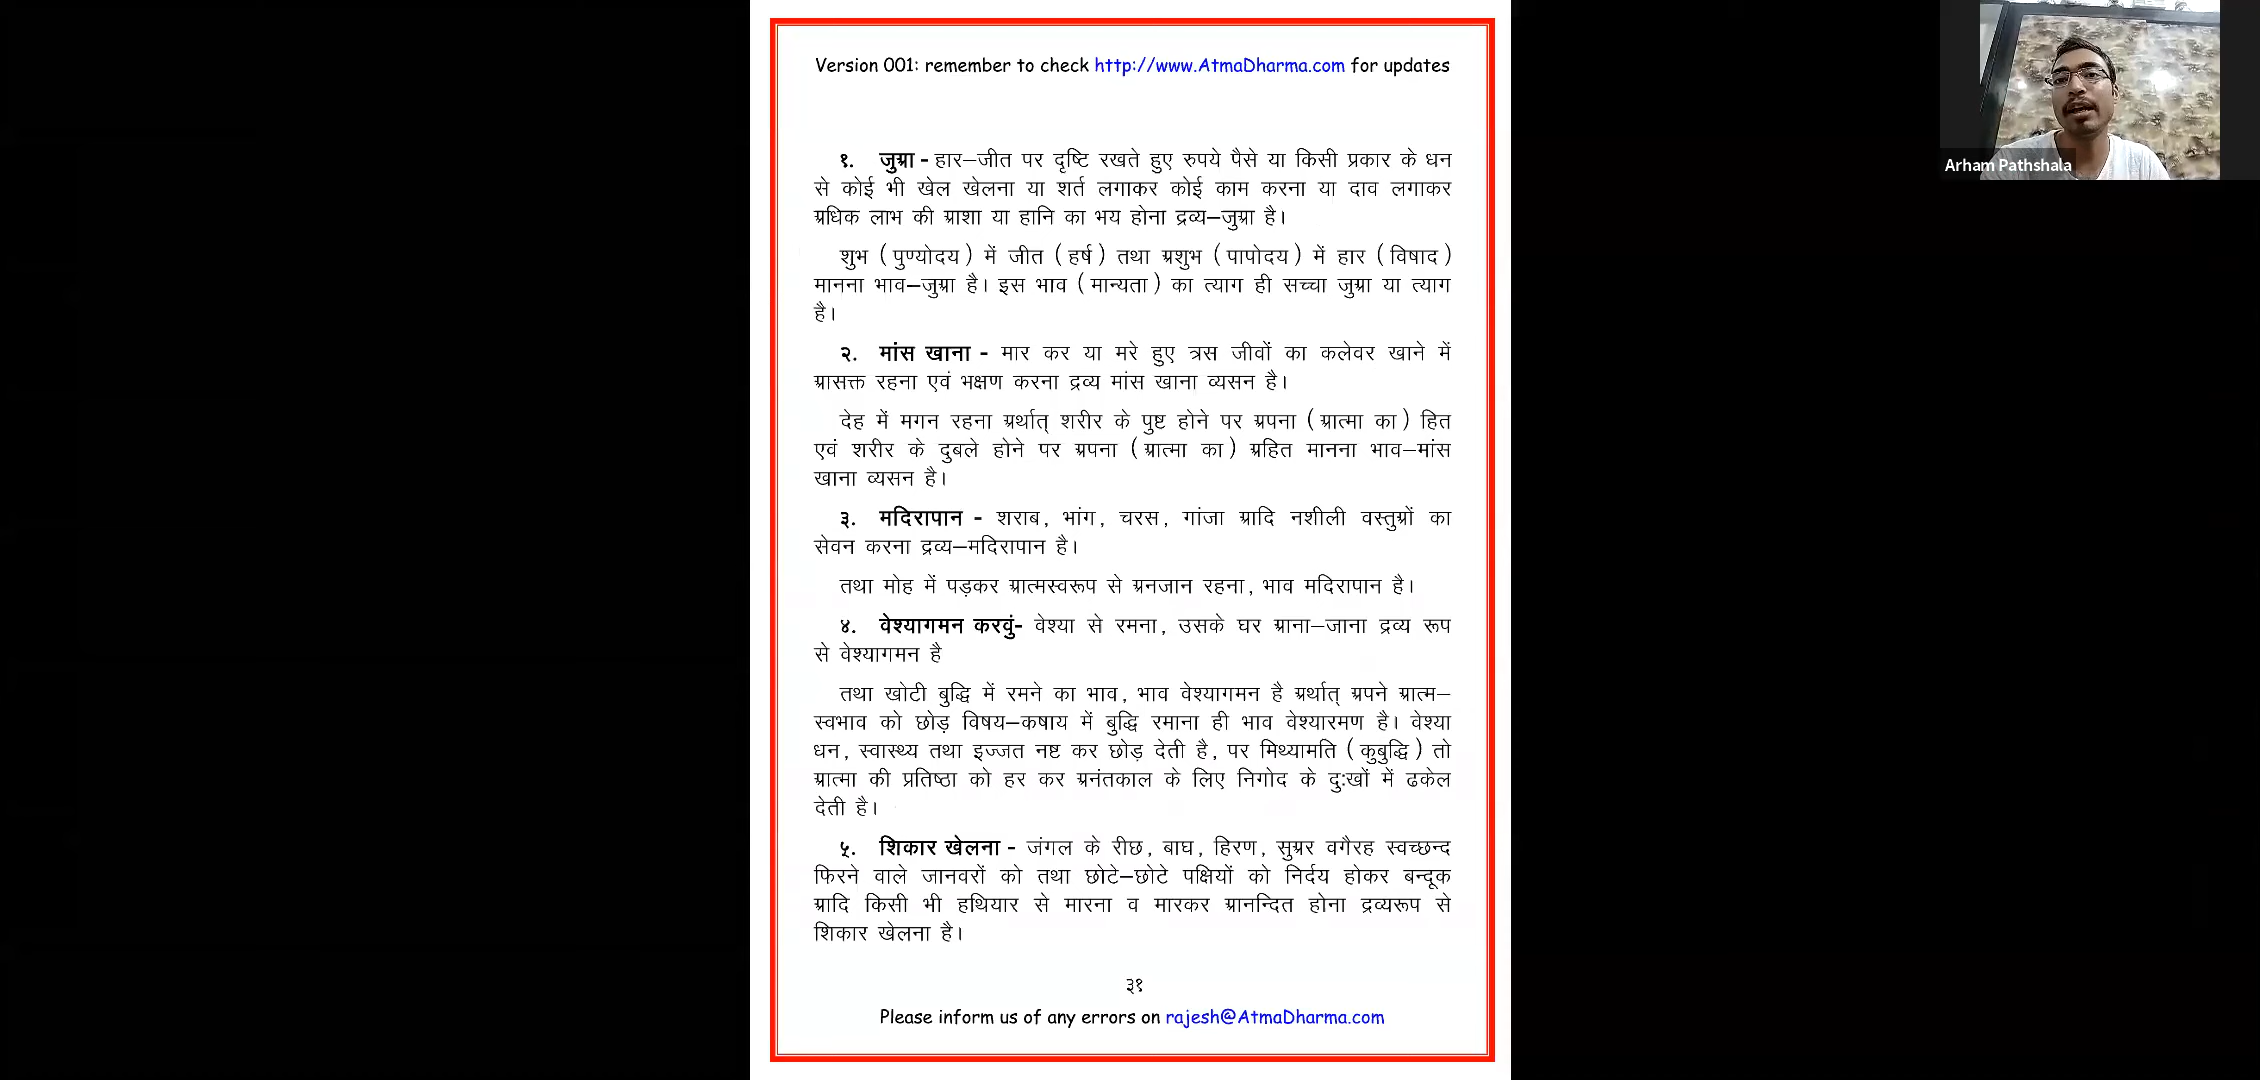 Version 001: remember to check http://www.AtmaDharma.com for updates
१. जुआ - हार–जीत पर दृष्टि रखते हुए रुपये पैसे या किसी प्रकार के धन
से कोई भी खेल खेलना या शर्त लगाकर कोई काम करना या दाव लगाकर
अधिक लाभ की आशा या हानि का भय होना द्रव्य–जुआ है।
शुभ (पुण्योदय) में जीत (हर्ष) तथा अशुभ (पापोदय) में हार (विषाद)
मानना भाव–जुआ है। इस भाव (मान्यता) का त्याग ही सच्चा जुआ या त्याग
है।
२. मांस खाना - मार कर या मरे हुए त्रस जीवों का कलेवर खाने में
आसक्त रहना एवं भक्षण करना द्रव्य मांस खाना व्यसन है।
देह में मगन रहना अर्थात् शरीर के पुष्ट होने पर अपना (आत्मा का) हित
एवं शरीर के दुबले होने पर अपना (आत्मा का) अहित मानना भाव–मांस
खाना व्यसन है।
३. मदिरापान - शराब, भांग, चरस, गांजा आदि नशीली वस्तुओं का
सेवन करना द्रव्य–मदिरापान है।
तथा मोह में पड़कर आत्मस्वरूप से अनजान रहना, भाव मदिरापान है।
४. वेश्यागमन करवुं- वेश्या से रमना, उसके घर आना–जाना द्रव्य रूप
से वेश्यागमन है
तथा खोटी बुद्धि में रमने का भाव, भाव वेश्यागमन है अर्थात् अपने आत्म–
स्वभाव को छोड़ विषय–कषाय में बुद्धि रमाना ही भाव वेश्यारमण है। वेश्या
धन, स्वास्थ्य तथा इज्जत नष्ट कर छोड़ देती है, पर मिथ्यामति (कुबुद्धि) तो
आत्मा की प्रतिष्ठा को हर कर अनंतकाल के लिए निगोद के दुःखों में ढकेल
देती है।
५. शिकार खेलना - जंगल के रीछ, बाघ, हिरण, सुअर वगैरह स्वच्छन्द
फिरने वाले जानवरों को तथा छोटे–छोटे पक्षियों को निर्दय होकर बन्दूक
आदि किसी भी हथियार से मारना व मारकर आनन्दित होना द्रव्यरूप से
शिकार खेलना है।
३१
Please inform us of any errors on rajesh@AtmaDharma.com
Arham Pathshala